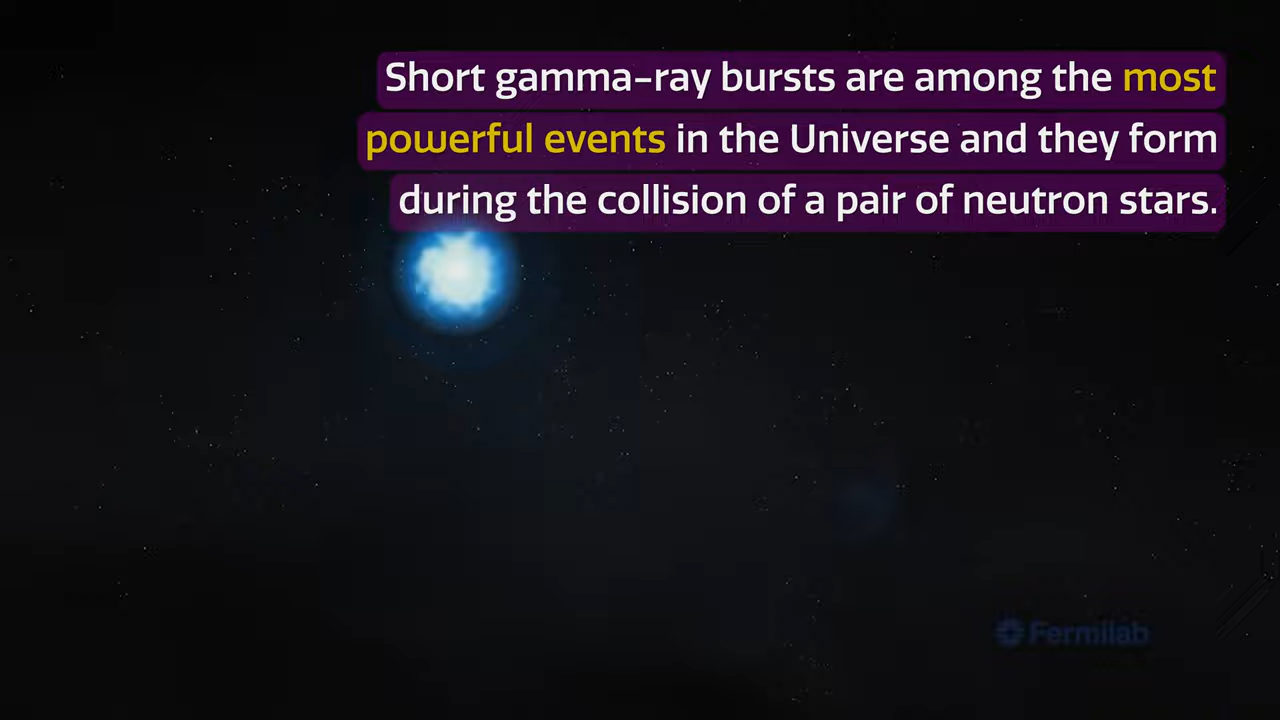 Short gamma-ray bursts are among the most
powerful events in the Universe and they form
during the collision of a pair of neutron stars.
Fermilab